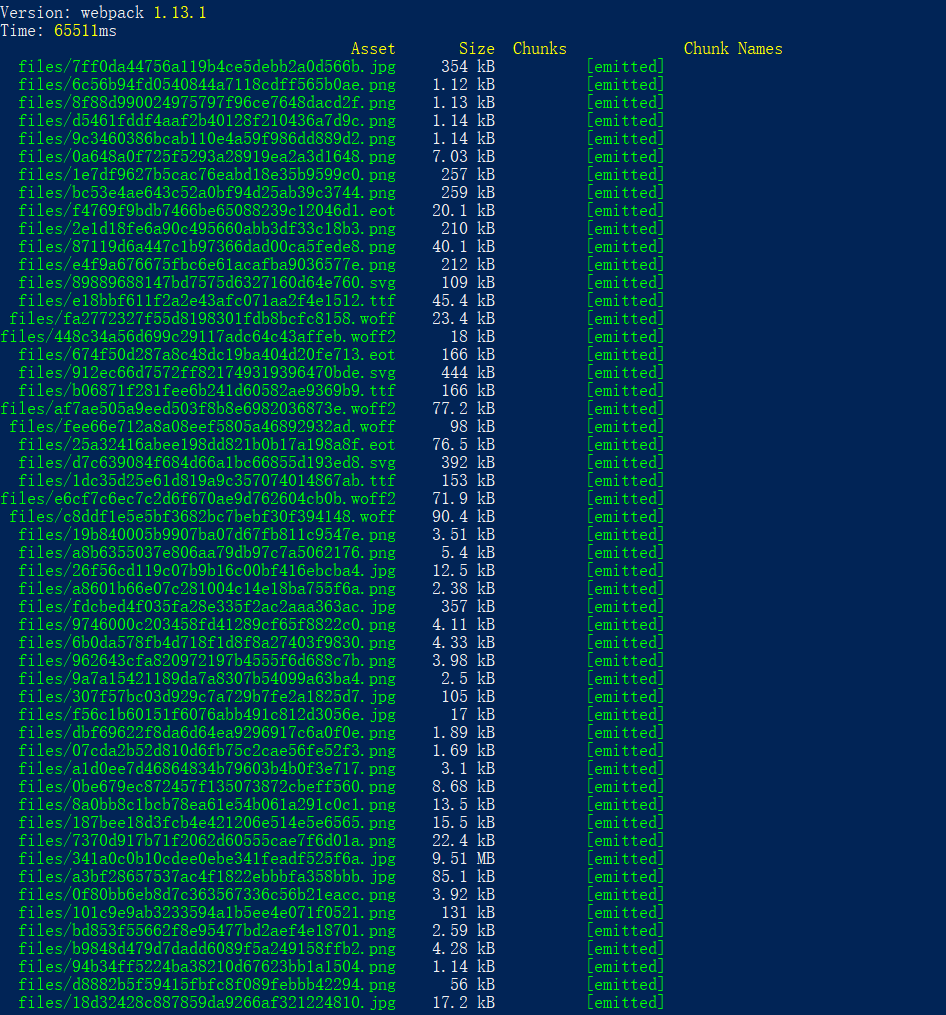 Version: webpack 1.13.1
Time: 65511ms
Asset Size Chunks Chunk Names
files/7ff0da44756a119b4ce5debb2a0d566b.jpg 354 kB [emitted]
files/6c56b94fd0540844a7118cdff565b0ae.png 1.12 kB [emitted]
files/8f88d990024975797f96ce7648dacd2f.png 1.13 kB [emitted]
files/d5461fddf4aaf2b40128f210436a7d9c.png 1.14 kB [emitted]
files/9c3460386bcab110e4a59f986dd889d2.png 1.14 kB [emitted]
files/0a648a0f725f5293a28919ea2a3d1648.png 7.03 kB [emitted]
files/1e7df9627b5cac76eabd18e35b9599c0.png 257 kB [emitted]
files/bc53e4ae643c52a0bf94d25ab39c3744.png 259 kB [emitted]
files/f4769f9bdb7466be65088239c12046d1.eot 20.1 kB [emitted]
files/2e1d18fe6a90c495660abb3df33c18b3.png 210 kB [emitted]
files/87119d6a447c1b97366dad00ca5fede8.png 40.1 kB [emitted]
files/e4f9a676675fbc6e61acafba9036577e.png 212 kB [emitted]
files/89889688147bd7575d6327160d64e760.svg 109 kB [emitted]
files/e18bbf611f2a2e43afc071aa2f4e1512.ttf 45.4 kB [emitted]
files/fa2772327f55d8198301fdb8bcfc8158.woff 23.4 kB [emitted]
files/448c34a56d699c29117adc64c43affeb.woff2 18 kB [emitted]
files/674f50d287a8c48dc19ba404d20fe713.eot 166 kB [emitted]
files/912ec66d7572ff821749319396470bde.svg 444 kB [emitted]
files/b06871f281fee6b241d60582ae9369b9.ttf 166 kB [emitted]
files/af7ae505a9eed503f8b8e6982036873e.woff2 77.2 kB [emitted]
files/fee66e712a8a08eef5805a46892932ad.woff 98 kB [emitted]
files/25a32416abee198dd821b0b17a198a8f.eot 76.5 kB [emitted]
files/d7c639084f684d66a1bc66855d193ed8.svg 392 kB [emitted]
files/1dc35d25e61d819a9c357074014867ab.ttf 153 kB [emitted]
files/e6cf7c6ec7c2d6f670ae9d762604cb0b.woff2 71.9 kB [emitted]
files/c8ddf1e5e5bf3682bc7bebf30f394148.woff 90.4 kB [emitted]
files/19b840005b9907ba07d67fb811c9547e.png 3.51 kB [emitted]
files/a8b6355037e806aa79db97c7a5062176.png 5.4 kB [emitted]
files/26f56cd119c07b9b16c00bf416ebcba4.jpg 12.5 kB [emitted]
files/a8601b66e07c281004c14e18ba755f6a.png 2.38 kB [emitted]
files/fdcbed4f035fa28e335f2ac2aaa363ac.jpg 357 kB [emitted]
files/9746000c203458fd41289cf65f8822c0.png 4.11 kB [emitted]
files/6b0da578fb4d718f1d8f8a27403f9830.png 4.33 kB [emitted]
files/962643cfa820972197b4555f6d688c7b.png 3.98 kB [emitted]
files/9a7a15421189da7a8307b54099a63ba4.png 2.5 kB [emitted]
files/307f57bc03d929c7a729b7fe2a1825d7.jpg 105 kB [emitted]
files/f56c1b60151f6076abb491c812d3056e.jpg 17 kB [emitted]
files/dbf69622f8da6d64ea9296917c6a0f0e.png 1.89 kB [emitted]
files/07cda2b52d810d6fb75c2cae56fe52f3.png 1.69 kB [emitted]
files/a1d0ee7d46864834b79603b4b0f3e717.png 3.1 kB [emitted]
files/0be679ec872457f135073872cbeff560.png 8.68 kB [emitted]
files/8a0bb8c1bcb78ea61e54b061a291c0c1.png 13.5 kB [emitted]
files/187bee18d3fcb4e421206e514e5e6565.png 15.5 kB [emitted]
files/7370d917b71f2062d60555cae7f6d01a.png 22.4 kB [emitted]
files/341a0c0b10cdee0ebe341feadf525f6a.jpg 9.51 MB [emitted]
files/a3bf28657537ac4f1822ebbbfa358bbb.jpg 85.1 kB [emitted]
files/0f80bb6eb8d7c363567336c56b21eacc.png 3.92 kB [emitted]
files/101c9e9ab3233594a1b5ee4e071f0521.png 131 kB [emitted]
files/bd853f55662f8e95477bd2aef4e18701.png 2.59 kB [emitted]
files/b9848d479d7dadd6089f5a249158ffb2.png 4.28 kB [emitted]
files/94b34ff5224ba38210d67623bb1a1504.png 1.14 kB [emitted]
files/d8882b5f59415fbfc8f089febbb42294.png 56 kB [emitted]
files/18d32428c887859da9266af321224810.jpg 17.2 kB [emitted]